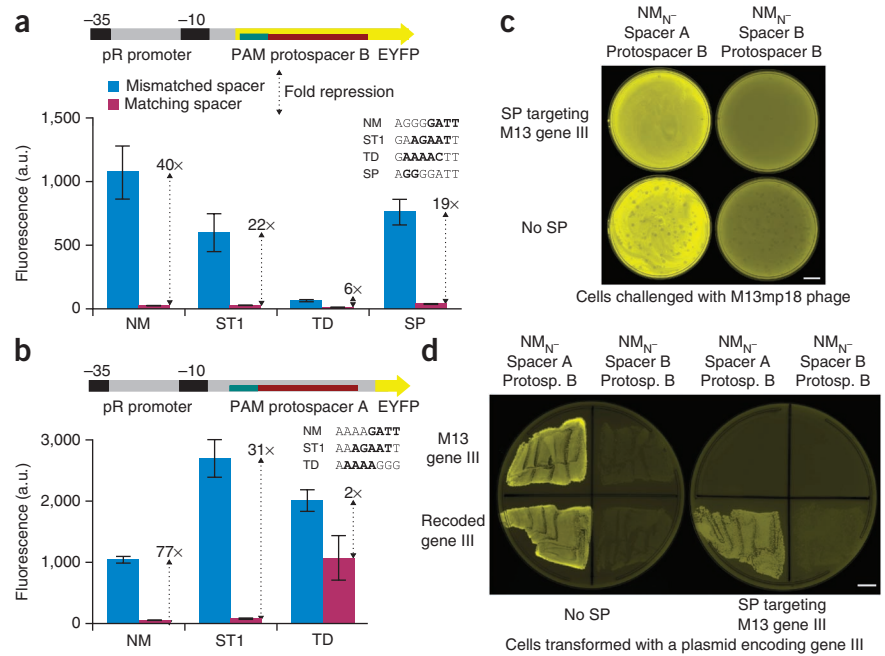 a
−35
−10
pR promoter
PAM protospacer B
EYFP
Mismatched spacer
Matching spacer
Fold repression
Fluorescence (a.u.)
1,500
1,000
500
0
NM AGGGGATT
ST1 GAAGAATT
TD GAAAACTT
SP AGGGGATT
40×
22×
6×
19×
NM
ST1
TD
SP
b
−35
−10
pR promoter
PAM protospacer A
EYFP
Fluorescence (a.u.)
3,000
2,000
1,000
0
NM AAAAGATT
ST1 AAAGAATT
TD AAAAAGGG
77×
31×
2×
NM
ST1
TD
c
NMN–
Spacer A
Protospacer B
NMN–
Spacer B
Protospacer B
SP targeting
M13 gene III
No SP
Cells challenged with M13mp18 phage
d
NMN–
Spacer A
Protosp. B
NMN–
Spacer B
Protosp. B
NMN–
Spacer A
Protosp. B
NMN–
Spacer B
Protosp. B
M13
gene III
Recoded
gene III
No SP
SP targeting
M13 gene III
Cells transformed with a plasmid encoding gene III